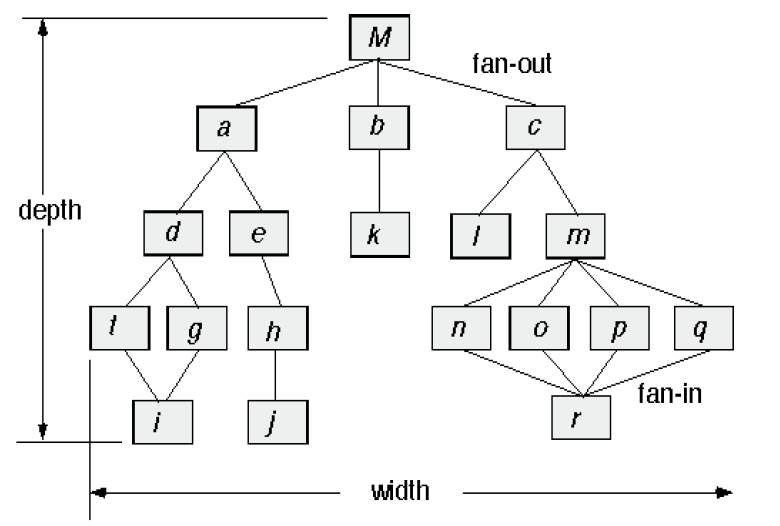 M
fan-out
a b c
depth
d e k l m
t g h n o p q
fan-in
i j r
width